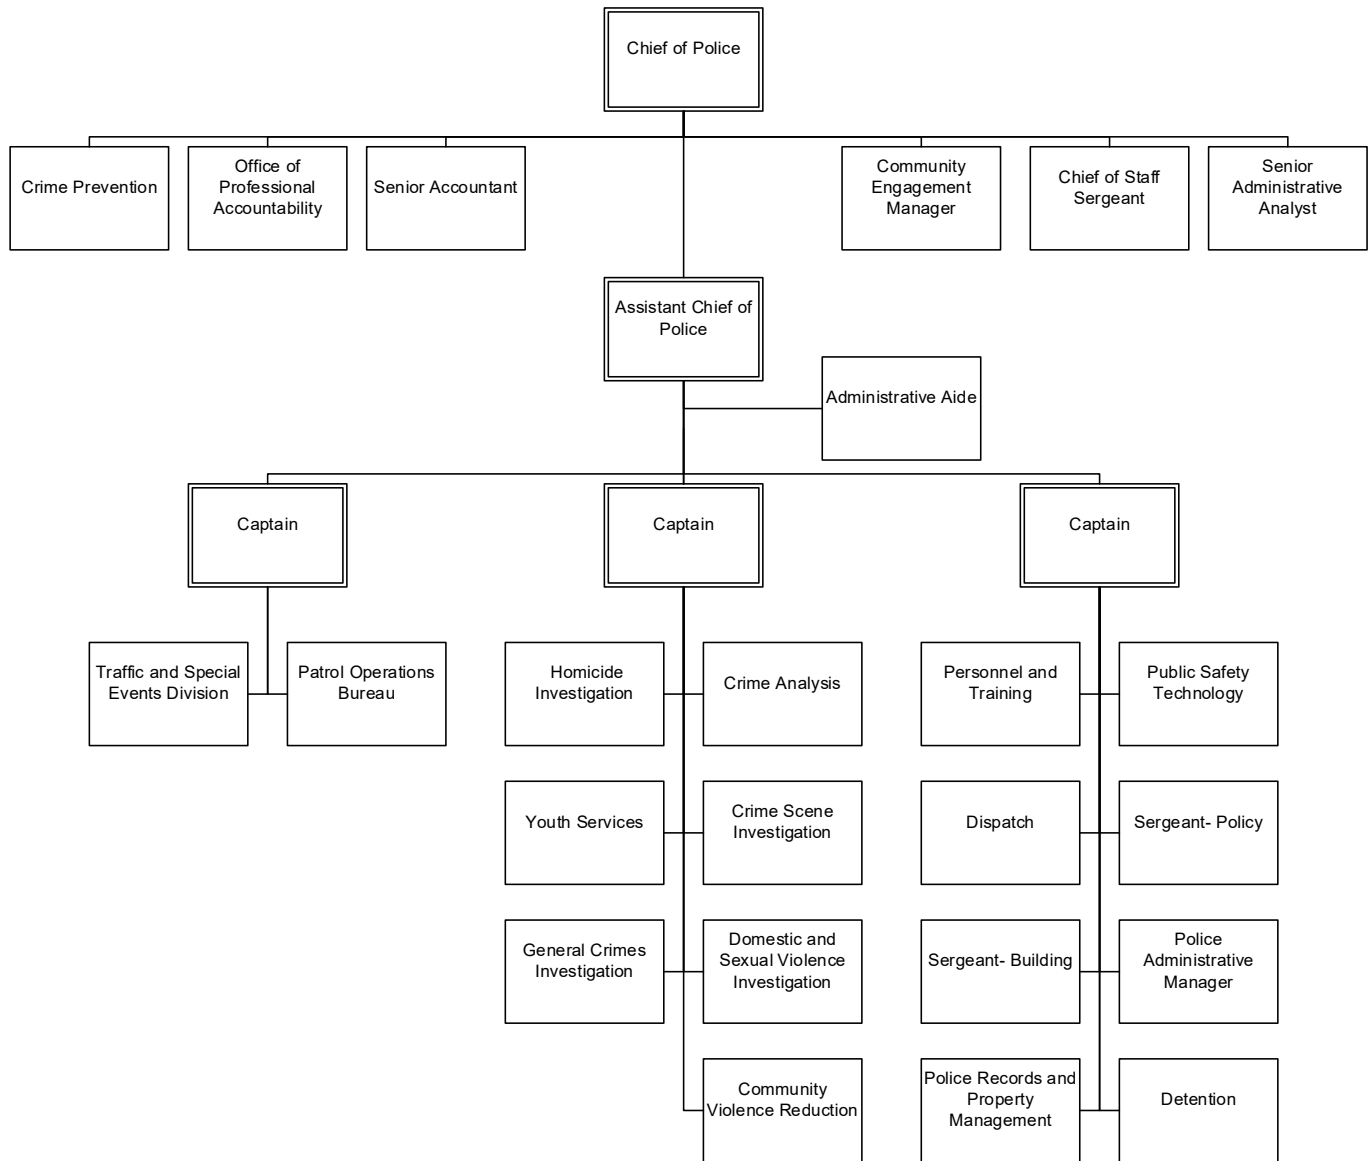 Chief of Police
Crime Prevention
Office of
Professional
Accountability
Senior Accountant
Community
Engagement
Manager
Chief of Staff
Sergeant
Senior
Administrative
Analyst
Assistant Chief of
Police
Administrative Aide
Captain
Captain
Captain
Traffic and Special
Events Division
Patrol Operations
Bureau
Homicide
Investigation
Crime Analysis
Personnel and
Training
Public Safety
Technology
Youth Services
Crime Scene
Investigation
Dispatch
Sergeant- Policy
General Crimes
Investigation
Domestic and
Sexual Violence
Investigation
Sergeant- Building
Police
Administrative
Manager
Community
Violence Reduction
Police Records and
Property
Management
Detention